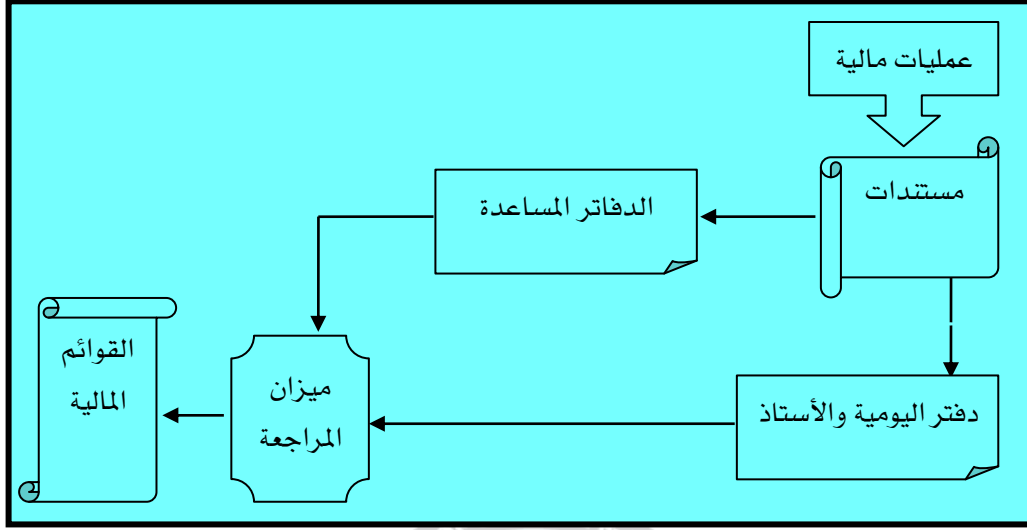 عمليات مالية
مستندات
الدفاتر المساعدة
دفتر اليومية والأستاذ
ميزان
المراجعة
القوائم
المالية